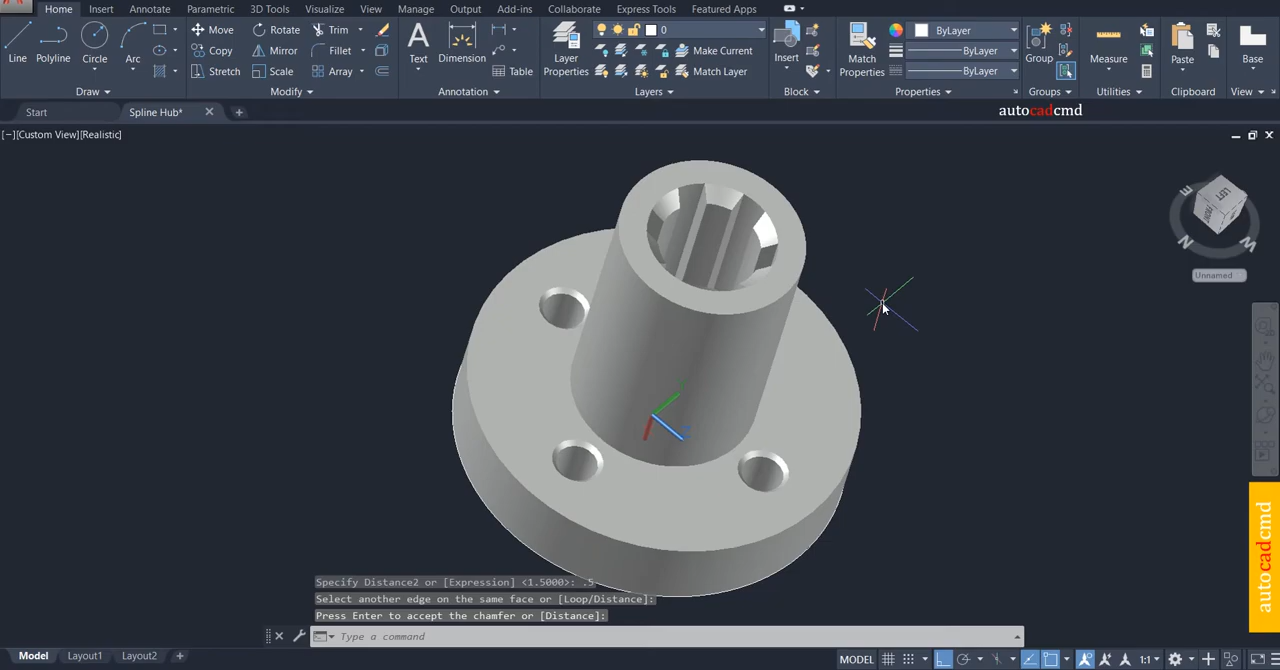 Home Insert Annotate Parametric 3D Tools Visualize View Manage Output Add-ins Collaborate Express Tools Featured Apps
Line Polyline Circle Arc
Move Rotate Trim
Copy Mirror Fillet
Stretch Scale Array
Text Dimension Table
Layer Properties
0
Make Current
Match Layer
Insert
Match Properties
ByLayer
ByLayer
ByLayer
Group Measure Paste Base
Draw Modify Annotation Layers Block Properties Groups Utilities Clipboard View
Start Spline Hub*
autocadcmd
[−][Custom View][Realistic]
LEFT
FRONT
E
N
W
Unnamed
autocadcmd
Specify Distance2 or [Expression] <1.5000>: .5
Select another edge on the same face or [Loop/Distance]:
Press Enter to accept the chamfer or [Distance]:
Type a command
Model Layout1 Layout2
MODEL 1:1